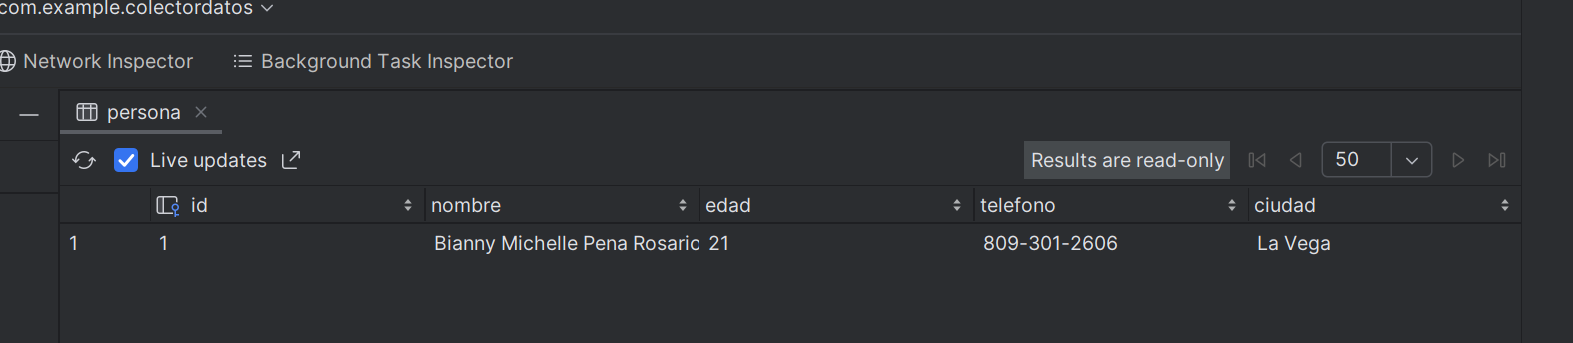 com.example.colectordatos
Network Inspector Background Task Inspector
persona
Live updates Results are read-only 50
id nombre edad telefono ciudad
1 1 Bianny Michelle Pena Rosario 21 809-301-2606 La Vega